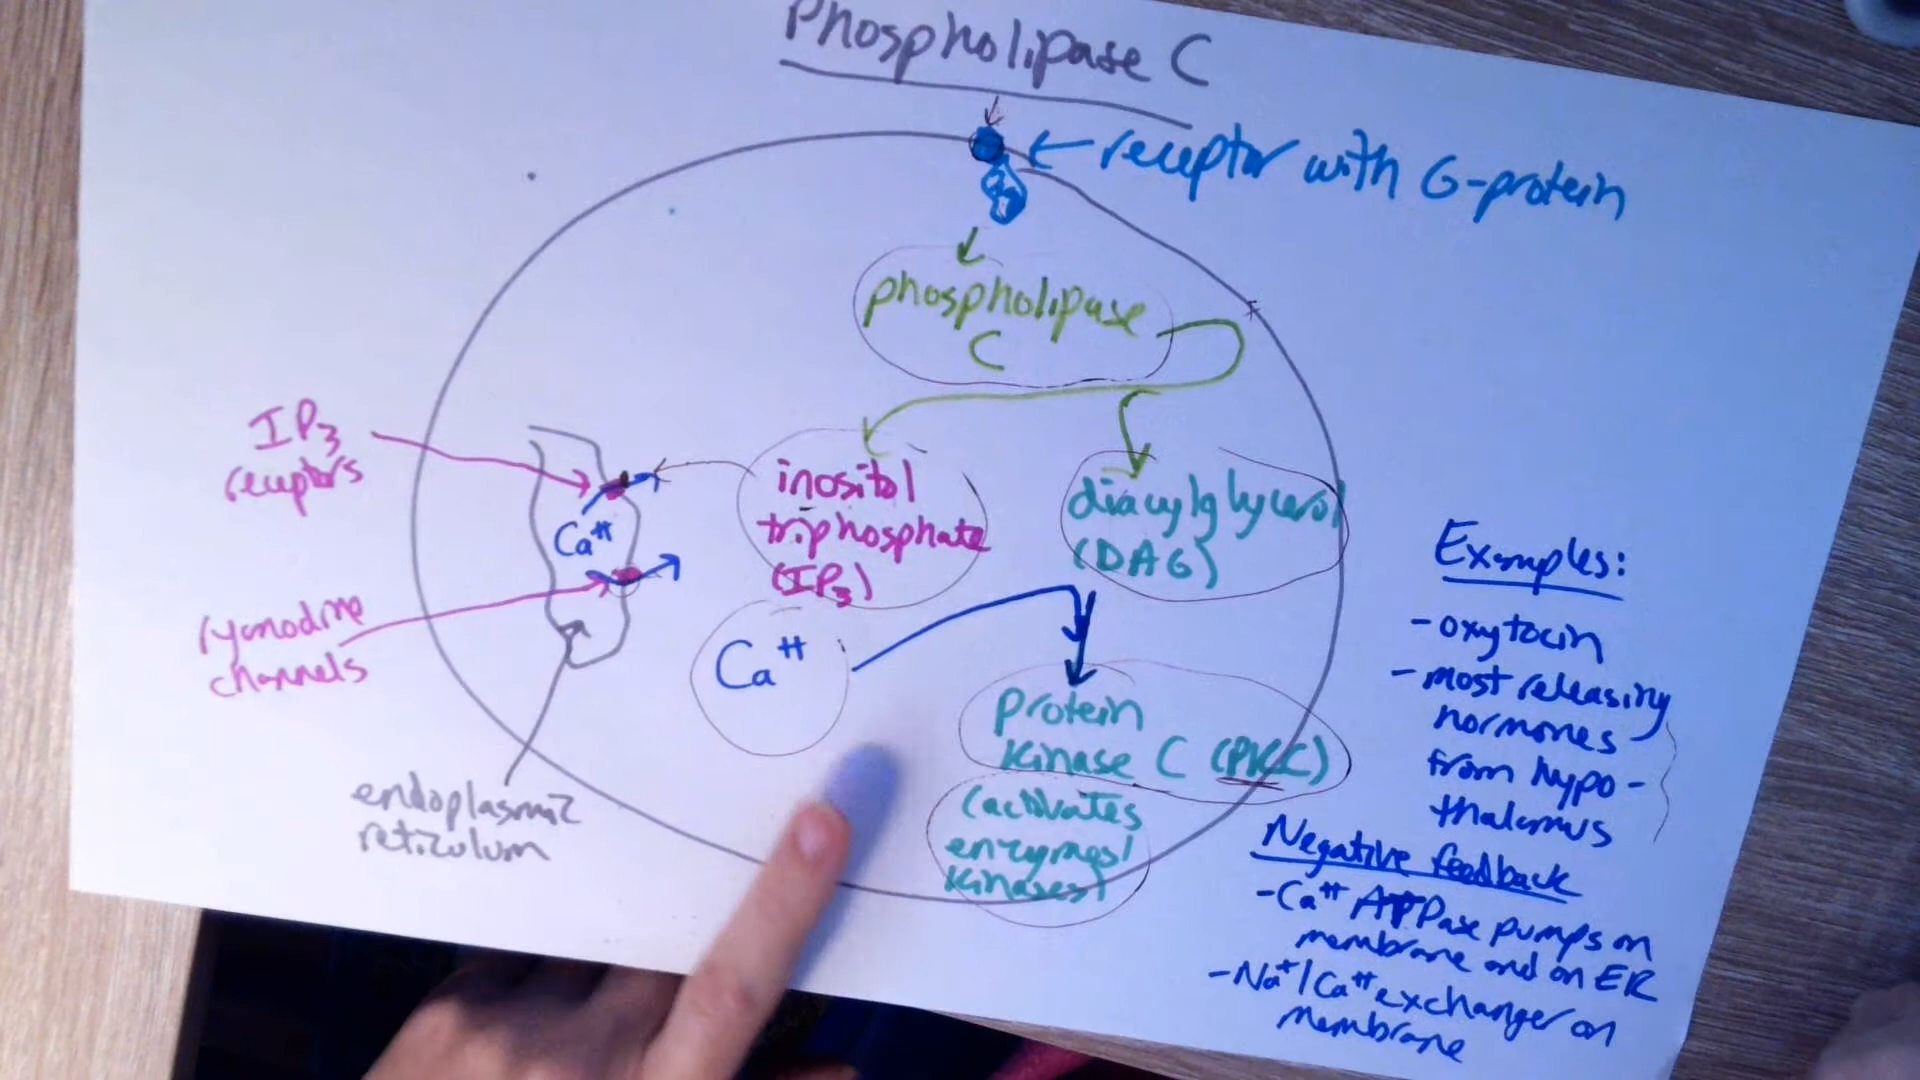 Phospholipase C
← receptor with G-protein
phospholipase
C
IP3
receptors
inositol
triphosphate
(IP3)
diacylglycerol
(DAG)
Ca++
ryanodine
channels
Ca++
protein
kinase C (PKC)
(activates
enzymes/
kinases)
endoplasmic
reticulum
Examples:
- oxytocin
- most releasing
hormones
from hypo-
thalamus
Negative feedback
- Ca++ ATPase pumps on
membrane and on ER
- Na+/Ca++ exchanger on
membrane